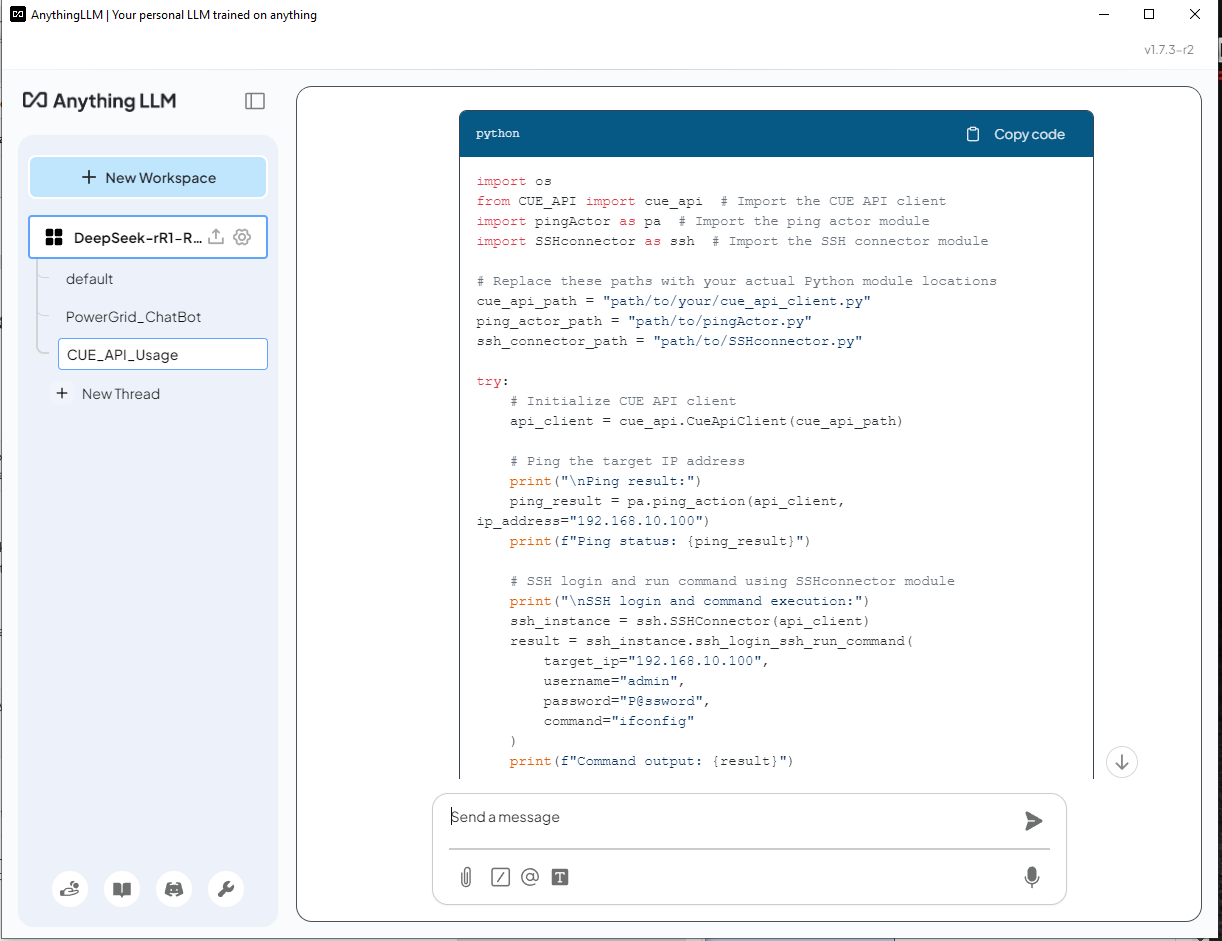 AnythingLLM | Your personal LLM trained on anything
v1.7.3-r2
Anything LLM
New Workspace
DeepSeek-rR1-R...
default
PowerGrid_ChatBot
CUE_API_Usage
New Thread
python
Copy code
import os
from CUE_API import cue_api  # Import the CUE API client
import pingActor as pa  # Import the ping actor module
import SSHconnector as ssh  # Import the SSH connector module
# Replace these paths with your actual Python module locations
cue_api_path = "path/to/your/cue_api_client.py"
ping_actor_path = "path/to/pingActor.py"
ssh_connector_path = "path/to/SSHconnector.py"
try:
    # Initialize CUE API client
    api_client = cue_api.CueApiClient(cue_api_path)
    # Ping the target IP address
    print("\nPing result:")
    ping_result = pa.ping_action(api_client,
ip_address="192.168.10.100")
    print(f"Ping status: {ping_result}")
    # SSH login and run command using SSHconnector module
    print("\nSSH login and command execution:")
    ssh_instance = ssh.SSHConnector(api_client)
    result = ssh_instance.ssh_login_ssh_run_command(
        target_ip="192.168.10.100",
        username="admin",
        password="P@ssword",
        command="ifconfig"
    )
    print(f"Command output: {result}")
Send a message